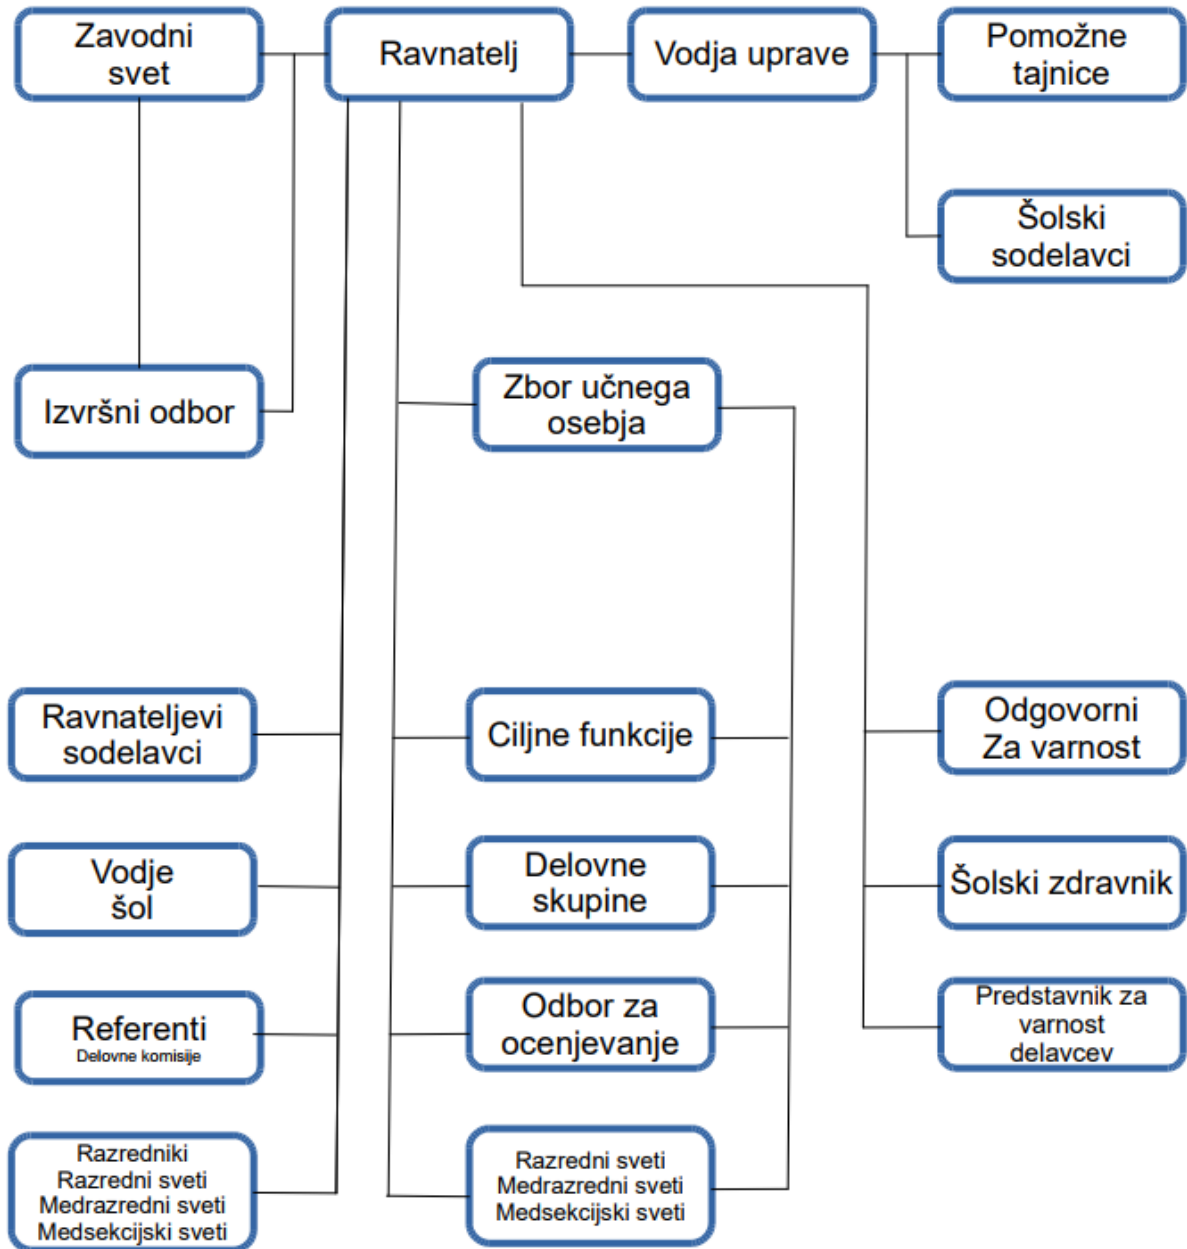 Zavodni
svet
Ravnatelj
Vodja uprave
Pomožne
tajnice
Šolski
sodelavci
Izvršni odbor
Zbor učnega
osebja
Ravnateljevi
sodelavci
Ciljne funkcije
Odgovorni
Za varnost
Vodje
šol
Delovne
skupine
Šolski zdravnik
Referenti
Delovne komisije
Odbor za
ocenjevanje
Predstavnik za
varnost
delavcev
Razredniki
Razredni sveti
Medrazredni sveti
Medsekcijski sveti
Razredni sveti
Medrazredni sveti
Medsekcijski sveti